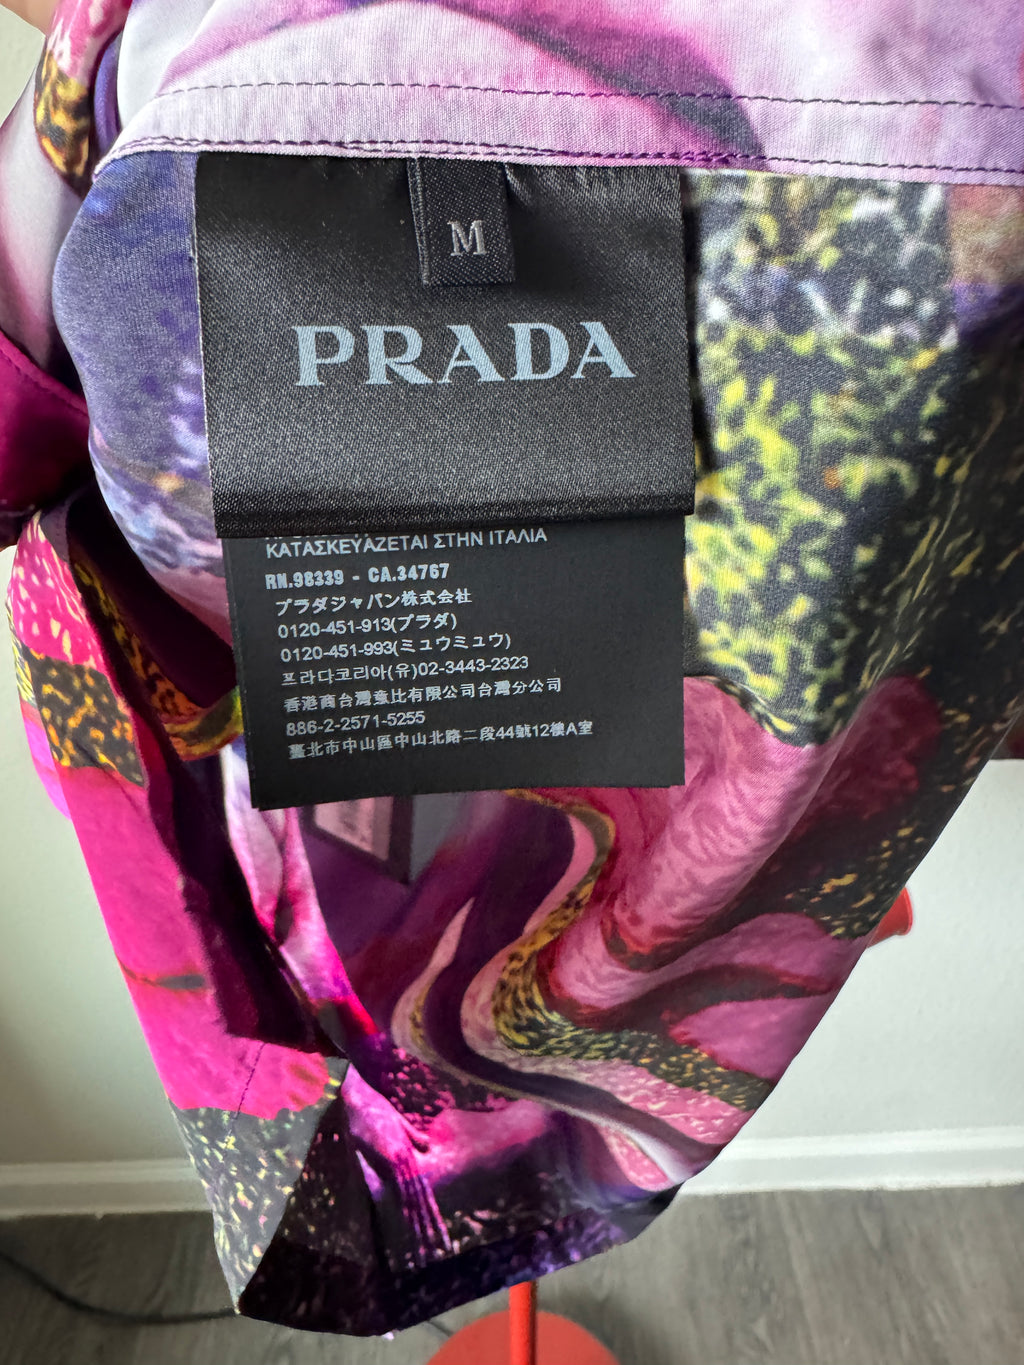 M
PRADA
ΚΑΤΑΣΚΕΥΑΖΕΤΑΙ ΣΤΗΝ ΙΤΑΛΙΑ
RN.98339 - CA.34767
プラダジャパン株式会社
0120-451-913(プラダ)
0120-451-993(ミュウミュウ)
프라다코리아(유)02-3443-2323
香港商台灣普比有限公司台灣分公司
886-2-2571-5255
臺北市中山區中山北路二段44號12樓A室